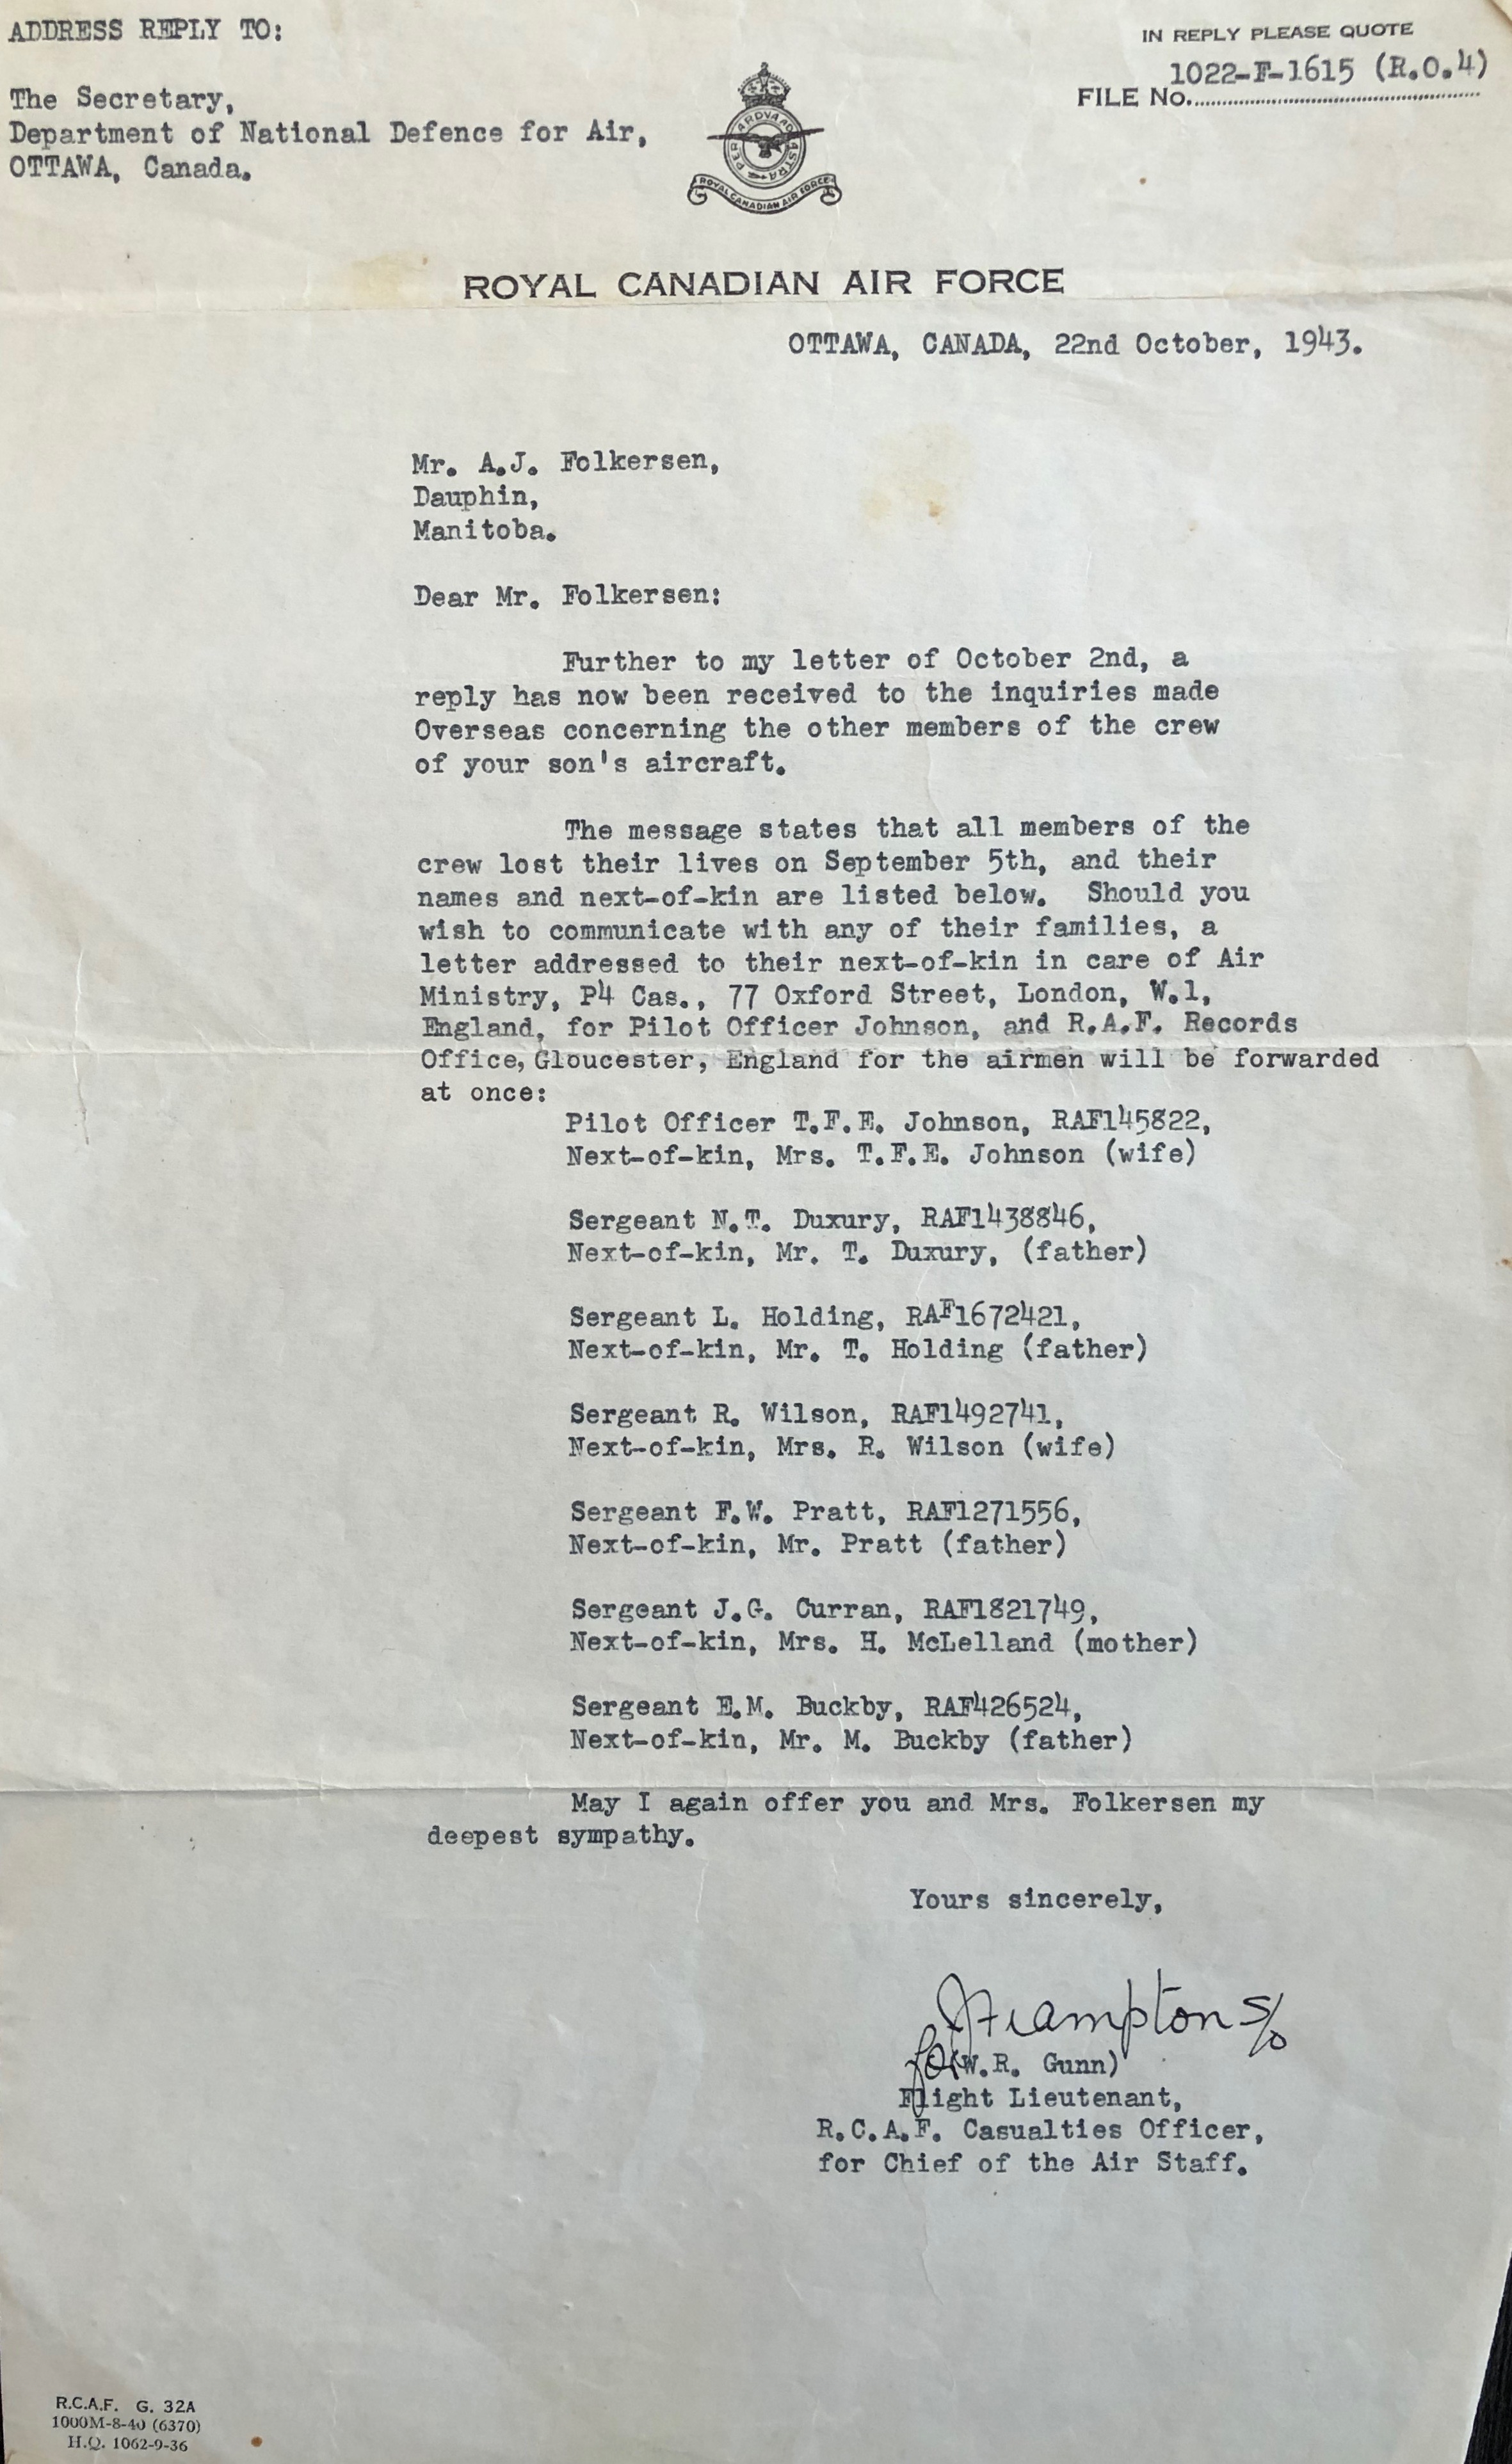 ADDRESS REPLY TO:
The Secretary,
Department of National Defence for Air,
OTTAWA, Canada.
IN REPLY PLEASE QUOTE
1022-F-1615 (R.O.4)
FILE No.
PER ARDVA AD ASTRA
ROYAL CANADIAN AIR FORCE
ROYAL CANADIAN AIR FORCE
OTTAWA, CANADA, 22nd October, 1943.
Mr. A.J. Folkersen,
Dauphin,
Manitoba.
Dear Mr. Folkersen:
Further to my letter of October 2nd, a
reply has now been received to the inquiries made
Overseas concerning the other members of the crew
of your son's aircraft.
The message states that all members of the
crew lost their lives on September 5th, and their
names and next-of-kin are listed below. Should you
wish to communicate with any of their families, a
letter addressed to their next-of-kin in care of Air
Ministry, P4 Cas., 77 Oxford Street, London, W.1,
England, for Pilot Officer Johnson, and R.A.F. Records
Office, Gloucester, England for the airmen will be forwarded
at once:
Pilot Officer T.F.E. Johnson, RAF145822,
Next-of-kin, Mrs. T.F.E. Johnson (wife)
Sergeant N.T. Duxury, RAF1438846,
Next-of-kin, Mr. T. Duxury, (father)
Sergeant L. Holding, RAF1672421,
Next-of-kin, Mr. T. Holding (father)
Sergeant R. Wilson, RAF1492741,
Next-of-kin, Mrs. R. Wilson (wife)
Sergeant F.W. Pratt, RAF1271556,
Next-of-kin, Mr. Pratt (father)
Sergeant J.G. Curran, RAF1821749,
Next-of-kin, Mrs. H. McLelland (mother)
Sergeant E.M. Buckby, RAF426524,
Next-of-kin, Mr. M. Buckby (father)
May I again offer you and Mrs. Folkersen my
deepest sympathy.
Yours sincerely,
S/O
for (W.R. Gunn)
Flight Lieutenant,
R.C.A.F. Casualties Officer,
for Chief of the Air Staff.
R.C.A.F. G. 32A
1000M-8-40 (6370)
H.Q. 1062-9-36